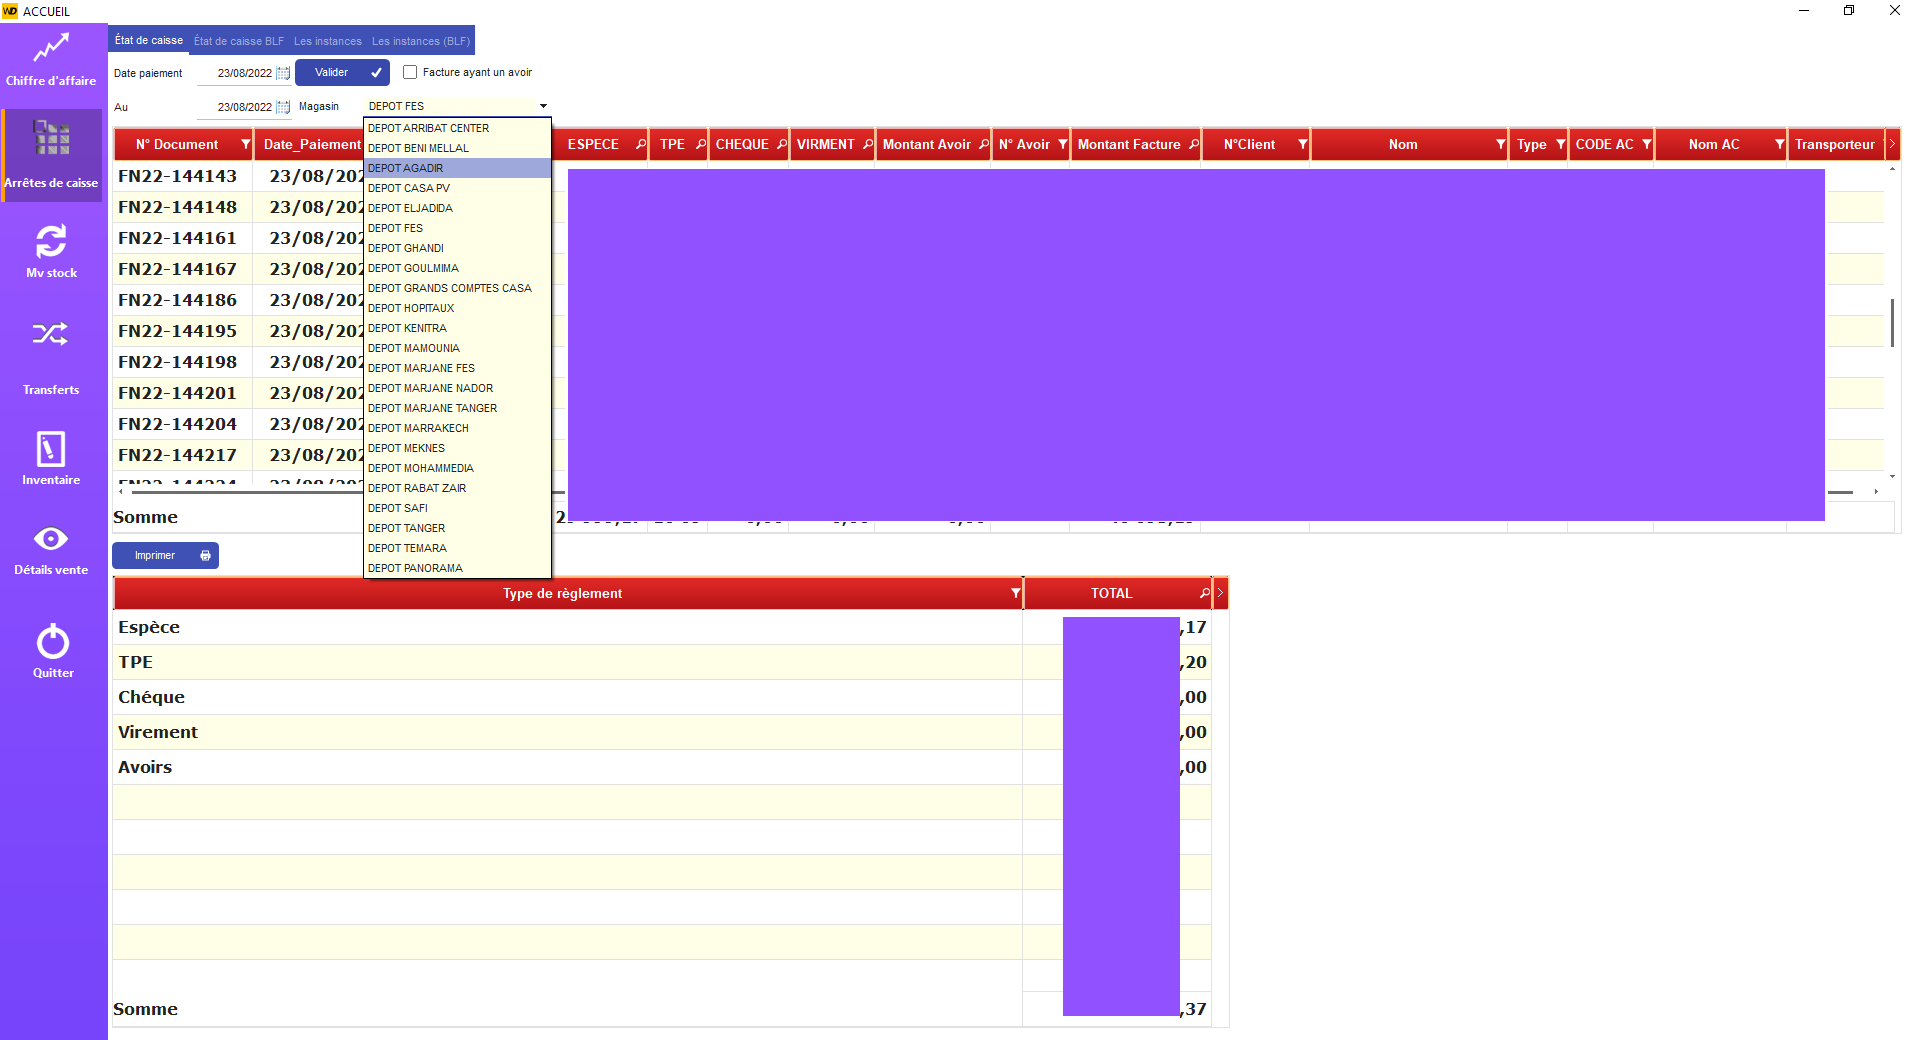 WD ACCUEIL
Chiffre d'affaire
Arrêtes de caisse
Mv stock
Transferts
Inventaire
Détails vente
Quitter
État de caisse État de caisse BLF Les instances Les instances (BLF)
Date paiement 23/08/2022 Valider Facture ayant un avoir
Au 23/08/2022 Magasin DEPOT FES
DEPOT ARRIBAT CENTER
DEPOT BENI MELLAL
DEPOT AGADIR
DEPOT CASA PV
DEPOT ELJADIDA
DEPOT FES
DEPOT GHANDI
DEPOT GOULMIMA
DEPOT GRANDS COMPTES CASA
DEPOT HOPITAUX
DEPOT KENITRA
DEPOT MAMOUNIA
DEPOT MARJANE FES
DEPOT MARJANE NADOR
DEPOT MARJANE TANGER
DEPOT MARRAKECH
DEPOT MEKNES
DEPOT MOHAMMEDIA
DEPOT RABAT ZAIR
DEPOT SAFI
DEPOT TANGER
DEPOT TEMARA
DEPOT PANORAMA
N° Document Date_Paiement ESPECE TPE CHEQUE VIRMENT Montant Avoir N° Avoir Montant Facture N°Client Nom Type CODE AC Nom AC Transporteur
FN22-144143 23/08/202
FN22-144148 23/08/202
FN22-144161 23/08/202
FN22-144167 23/08/202
FN22-144186 23/08/202
FN22-144195 23/08/202
FN22-144198 23/08/202
FN22-144201 23/08/202
FN22-144204 23/08/202
FN22-144217 23/08/202
Somme
Imprimer
Type de règlement TOTAL
Espèce ,17
TPE ,20
Chéque ,00
Virement ,00
Avoirs ,00
Somme ,37